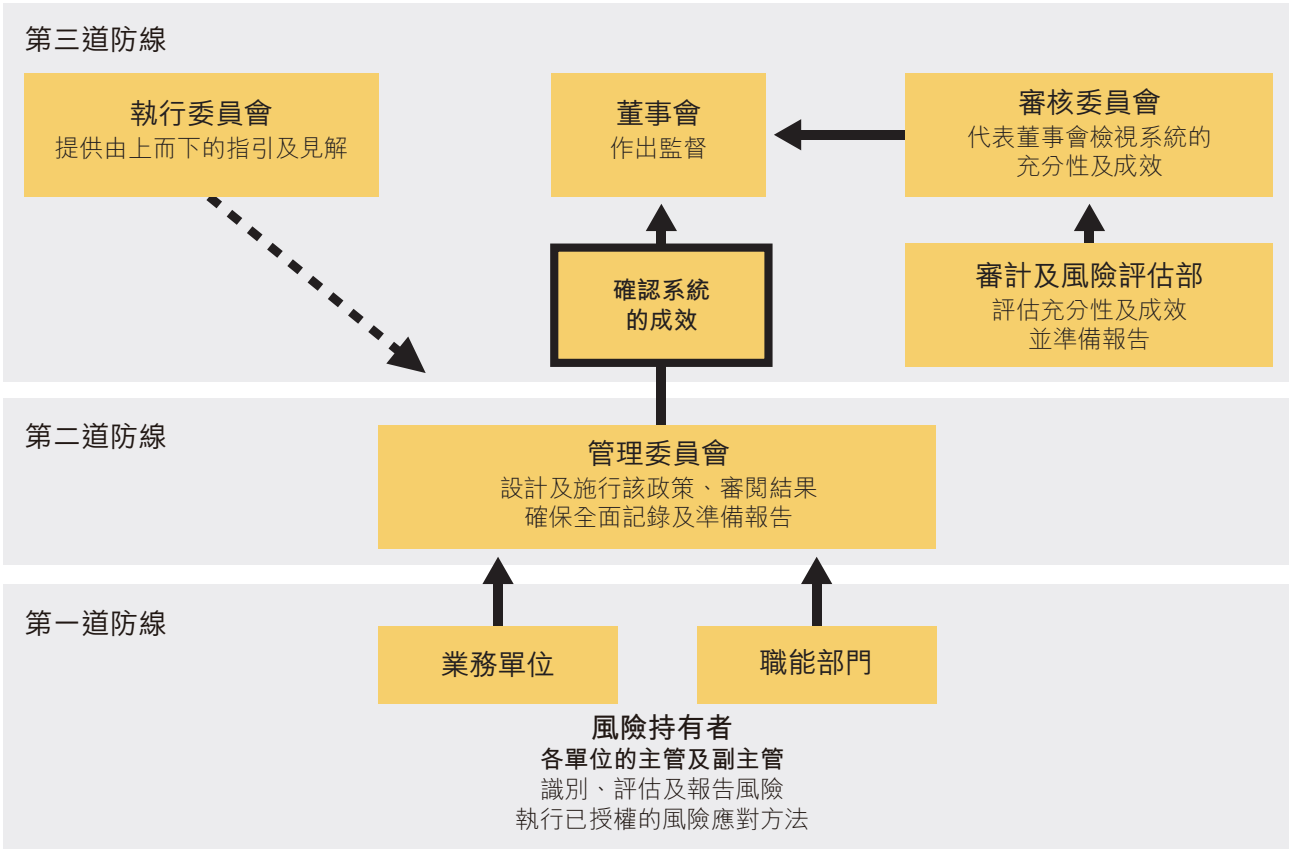 第三道防線
執行委員會
提供由上而下的指引及見解
董事會
作出監督
審核委員會
代表董事會檢視系統的
充分性及成效
確認系統
的成效
審計及風險評估部
評估充分性及成效
並準備報告
第二道防線
管理委員會
設計及施行該政策、審閱結果
確保全面記錄及準備報告
第一道防線
業務單位
職能部門
風險持有者
各單位的主管及副主管
識別、評估及報告風險
執行已授權的風險應對方法